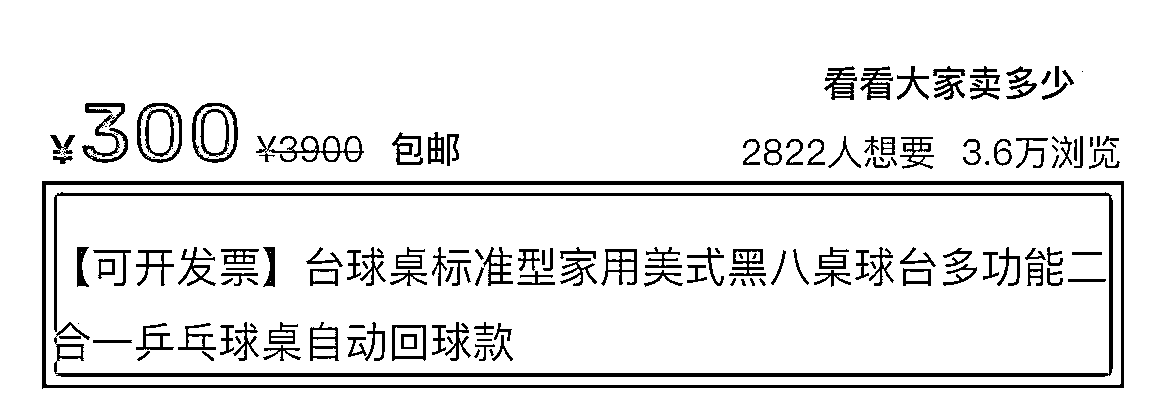 看看大家卖多少
¥300 ¥3900 包邮 2822人想要 3.6万浏览
【可开发票】台球桌标准型家用美式黑八桌球台多功能二
合一乒乓球桌自动回球款